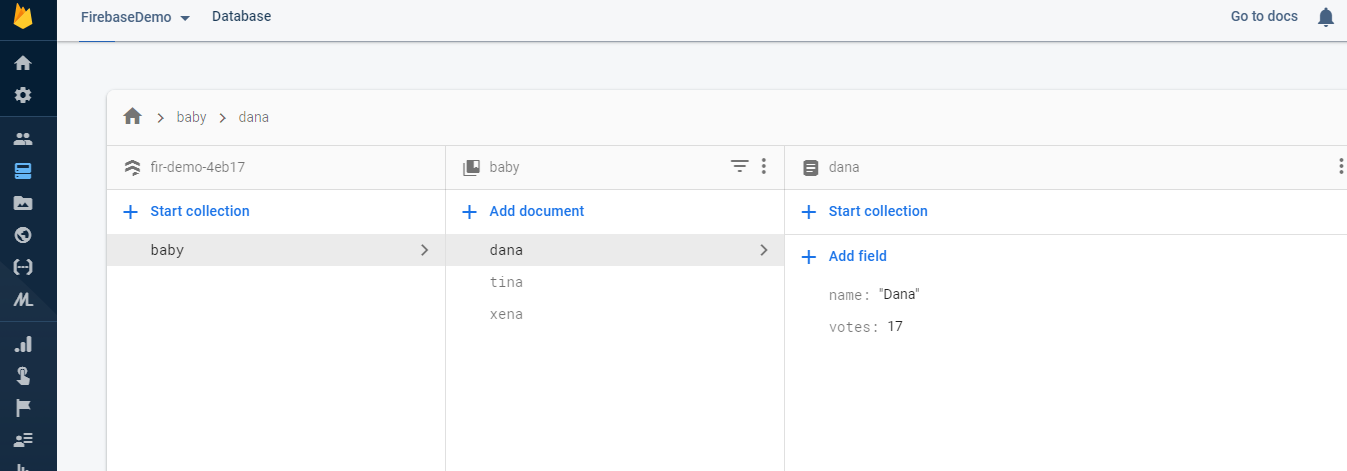 FirebaseDemo Database Go to docs
baby dana
fir-demo-4eb17 baby dana
Start collection Add document Start collection
baby dana Add field
tina name: "Dana"
xena votes: 17